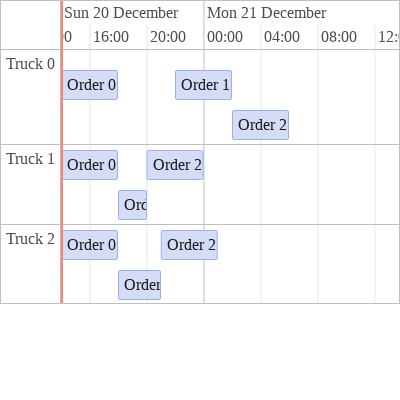 Sun 20 December Mon 21 December
0 16:00 20:00 00:00 04:00 08:00 12:
Truck 0
Order 0 Order 1
Order 2
Truck 1
Order 0 Order 2
Ord
Truck 2
Order 0 Order 2
Order